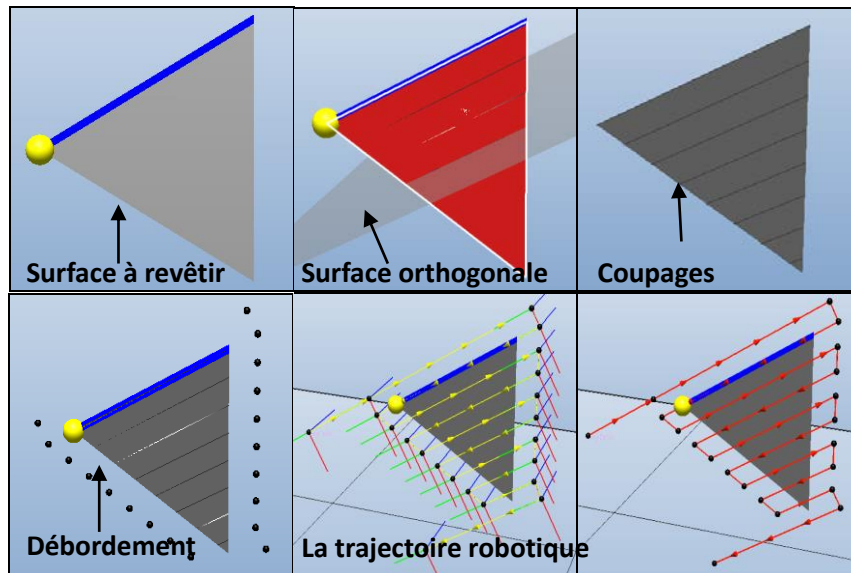 Surface à revêtir
Surface orthogonale
Coupages
Débordement
La trajectoire robotique